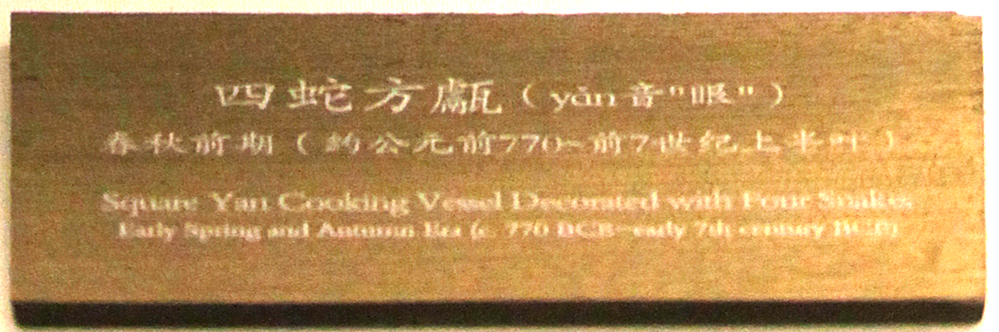 四蛇方甗（yǎn音"眼"）
春秋前期（约公元前770~前7世纪上半叶）
Square Yan Cooking Vessel Decorated with Four Snakes
Early Spring and Autumn Era (c. 770 BCE-early 7th century BCE)